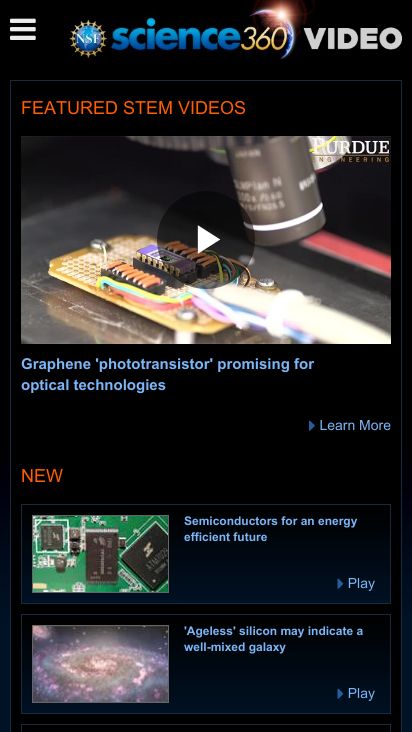 NSF science360 VIDEO
FEATURED STEM VIDEOS
PURDUE
ENGINEERING
JAPAN
Graphene 'phototransistor' promising for
optical technologies
Learn More
NEW
Semiconductors for an energy
efficient future
Play
'Ageless' silicon may indicate a
well-mixed galaxy
Play